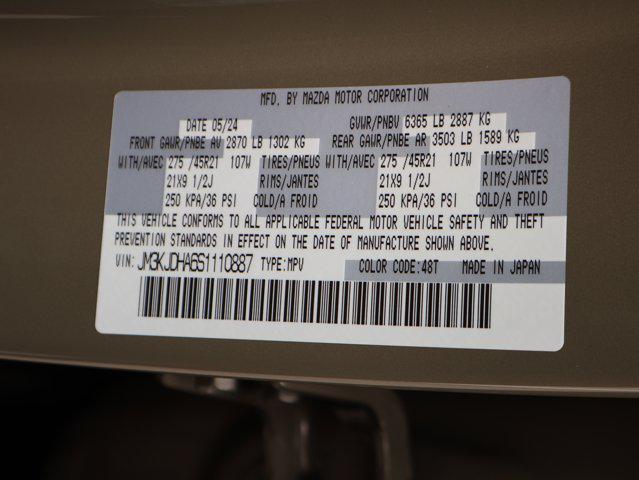 MFD. BY MAZDA MOTOR CORPORATION
DATE 05/24 GVWR/PNBV 6365 LB 2887 KG
FRONT GAWR/PNBE AV 2870 LB 1302 KG REAR GAWR/PNBE AR 3503 LB 1589 KG
WITH/AVEC 275 /45R21 107W TIRES/PNEUS WITH/AVEC 275 /45R21 107W TIRES/PNEUS
21X9 1/2J RIMS/JANTES 21X9 1/2J RIMS/JANTES
250 KPA/36 PSI COLD/A FROID 250 KPA/36 PSI COLD/A FROID
THIS VEHICLE CONFORMS TO ALL APPLICABLE FEDERAL MOTOR VEHICLE SAFETY AND THEFT
PREVENTION STANDARDS IN EFFECT ON THE DATE OF MANUFACTURE SHOWN ABOVE.
VIN: JM3KJDHA6S1110887 TYPE:MPV COLOR CODE:48T MADE IN JAPAN